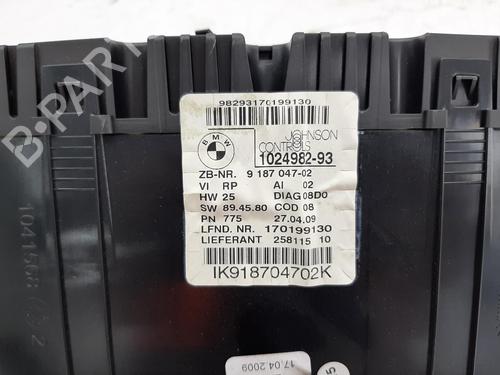 B-PARTS
98293170199130
BMW
JOHNSON
CONTROLS
1024982-93
ZB-NR. 9 187 047-02
VI RP AI 02
HW 25 DIAG 08D0
SW 89.45.80 COD 08
PN 775 27.04.09
LFND. NR. 170199130
LIEFERANT 258115 10
IK918704702K
1041568
2
17.04.2009